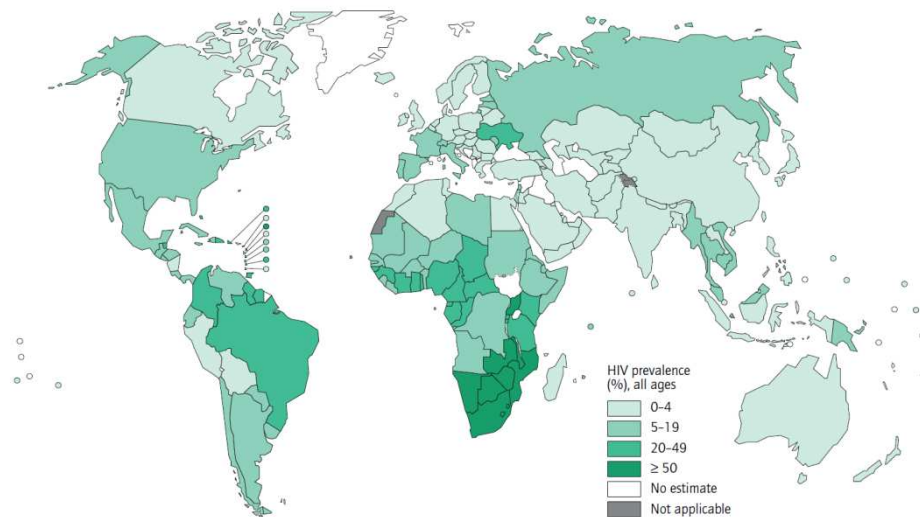 HIV prevalence
(%), all ages
0–4
5–19
20–49
≥ 50
No estimate
Not applicable